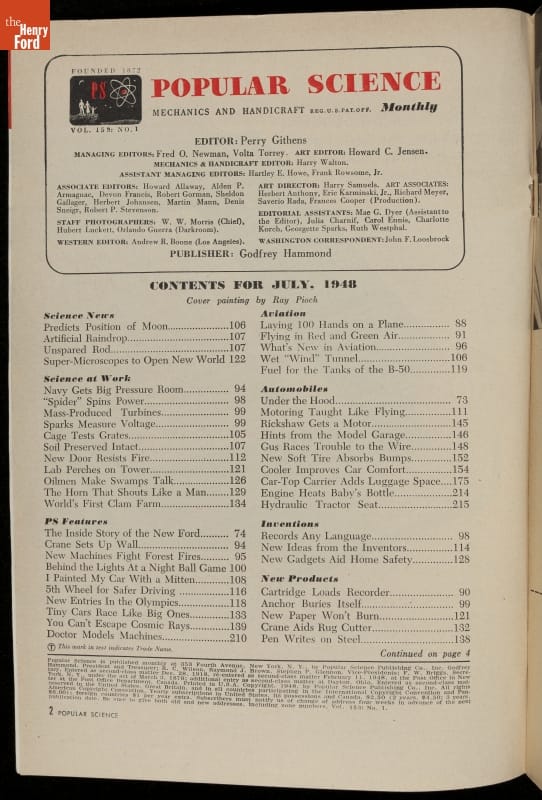 the Henry Ford
FOUNDED 1872
PS
POPULAR SCIENCE
MECHANICS AND HANDICRAFT REG. U.S. PAT. OFF. Monthly
VOL. 153: NO. 1
EDITOR: Perry Githens
MANAGING EDITORS: Fred O. Newman, Volta Torrey. ART EDITOR: Howard C. Jensen.
MECHANICS & HANDICRAFT EDITOR: Harry Walton.
ASSISTANT MANAGING EDITORS: Hartley E. Howe, Frank Rowsome, Jr.
ASSOCIATE EDITORS: Howard Allaway, Alden P.
Armagnac, Devon Francis, Robert Gorman, Sheldon
Gallager, Herbert Johansen, Martin Mann, Denis
Sneigr, Robert P. Stevenson.
STAFF PHOTOGRAPHERS: W. W. Morris (Chief),
Hubert Luckett, Orlando Guerra (Darkroom).
WESTERN EDITOR: Andrew R. Boone (Los Angeles).
ART DIRECTOR: Harry Samuels. ART ASSOCIATES:
Herbert Anthony, Eric Karminski, Jr., Richard Meyer,
Saverio Rada, Frances Cooper (Production).
EDITORIAL ASSISTANTS: Mae G. Dyer (Assistant to
the Editor), Julia Charnif, Carol Ennis, Charlotte
Korch, Georgette Sparks, Ruth Westphal.
WASHINGTON CORRESPONDENT: John F. Loosbrock
PUBLISHER: Godfrey Hammond
CONTENTS FOR JULY, 1948
Cover painting by Ray Pioch
Science News
Predicts Position of Moon....................106
Artificial Raindrop....................107
Unspared Rod....................107
Super-Microscopes to Open New World 122
Science at Work
Navy Gets Big Pressure Room.............. 94
"Spider" Spins Power.................... 98
Mass-Produced Turbines................ 99
Sparks Measure Voltage................ 99
Cage Tests Grates....................105
Soil Preserved Intact....................107
New Door Resists Fire....................112
Lab Perches on Tower....................121
Oilmen Make Swamps Talk................126
The Horn That Shouts Like a Man.......129
World's First Clam Farm................134
PS Features
The Inside Story of the New Ford......... 74
Crane Sets Up Wall.................... 94
New Machines Fight Forest Fires......... 95
Behind the Lights At a Night Ball Game 100
I Painted My Car With a Mitten..........108
5th Wheel for Safer Driving ..............116
New Entries In the Olympics..............118
Tiny Cars Race Like Big Ones..............133
You Can't Escape Cosmic Rays............139
Doctor Models Machines................210
Ⓣ This mark in text indicates Trade Name.
Aviation
Laying 100 Hands on a Plane.............. 88
Flying in Red and Green Air.............. 91
What's New in Aviation................ 96
Wet "Wind" Tunnel....................106
Fuel for the Tanks of the B-50............119
Automobiles
Under the Hood.................... 73
Motoring Taught Like Flying..............111
Rickshaw Gets a Motor....................145
Hints from the Model Garage............146
Gus Races Trouble to the Wire............148
New Soft Tire Absorbs Bumps............152
Cooler Improves Car Comfort............154
Car-Top Carrier Adds Luggage Space....175
Engine Heats Baby's Bottle................214
Hydraulic Tractor Seat....................215
Inventions
Records Any Language.................... 98
New Ideas from the Inventors............114
New Gadgets Aid Home Safety............128
New Products
Cartridge Loads Recorder................ 90
Anchor Buries Itself.................... 99
New Paper Won't Burn....................121
Crane Aids Rug Cutter....................132
Pen Writes on Steel....................138
Continued on page 4
Popular Science is published monthly at 353 Fourth Avenue, New York, N. Y., by Popular Science Publishing Co., Inc. Godfrey
2 POPULAR SCIENCE